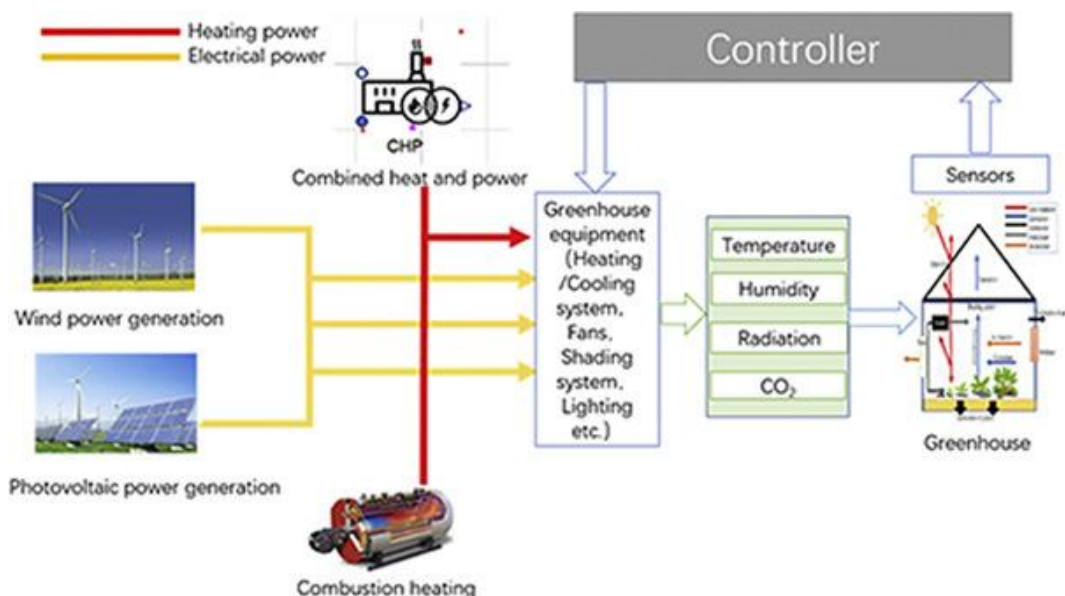 Heating power
Electrical power
Controller
CHP
Combined heat and power
Sensors
Greenhouse
equipment
(Heating
/Cooling
system,
Fans,
Shading
system,
Lighting
etc.)
Temperature
Humidity
Radiation
CO₂
Wind power generation
Greenhouse
Photovoltaic power generation
Combustion heating